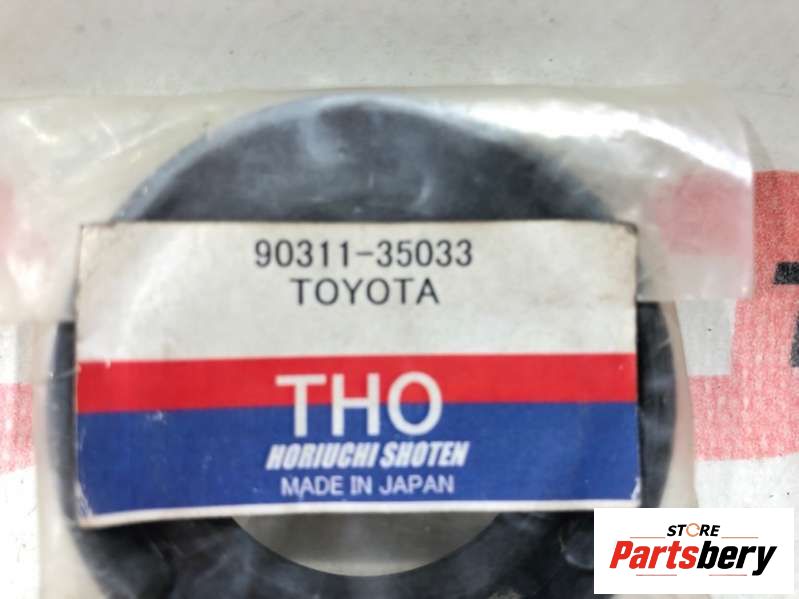 90311-35033
TOYOTA
THO
HORIUCHI SHOTEN
MADE IN JAPAN
STORE
Partsbery